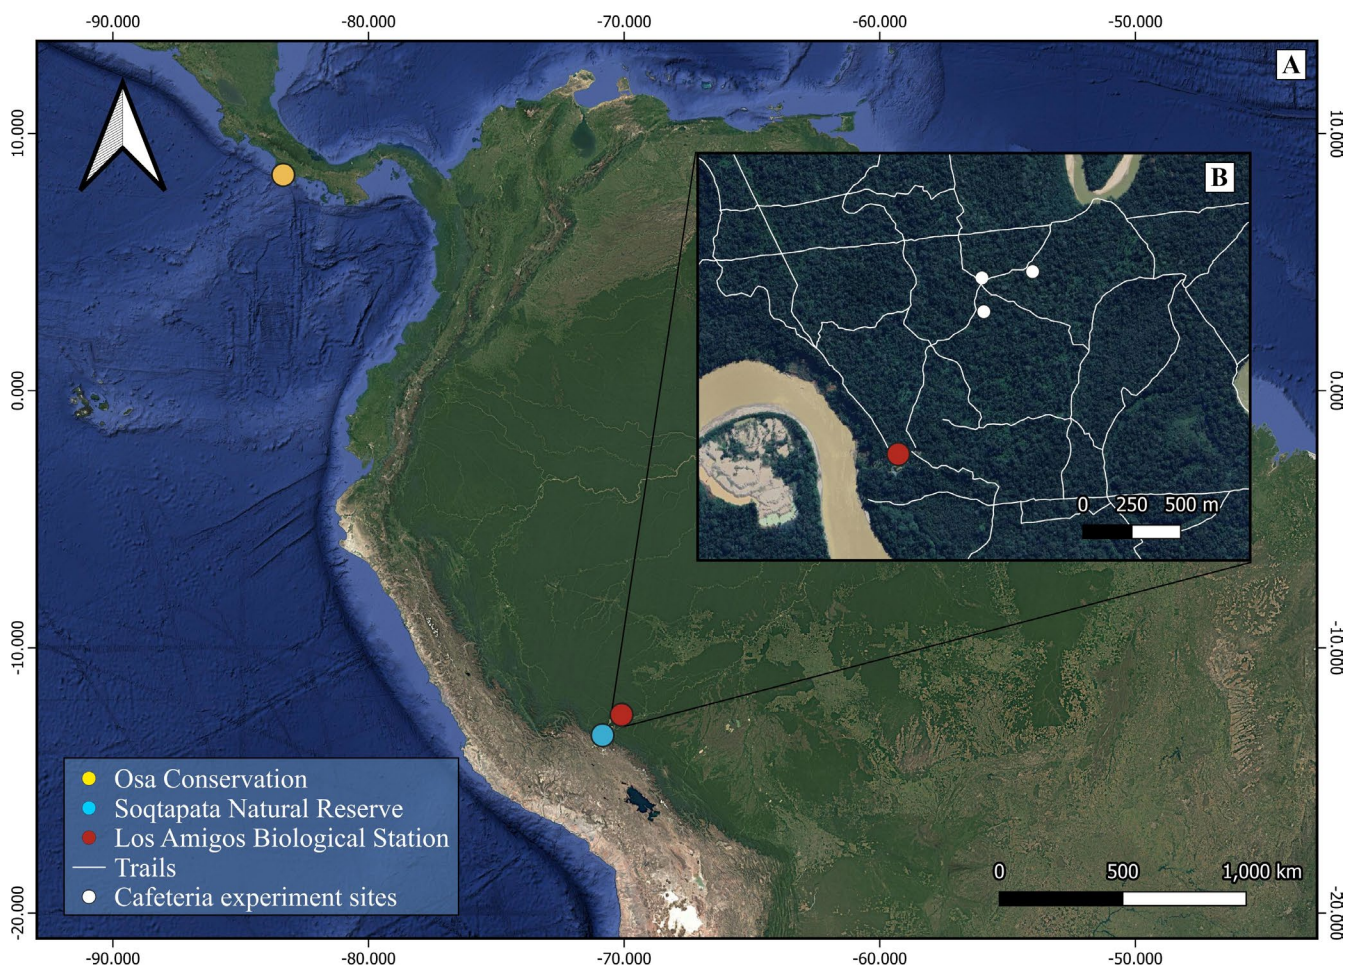 -90.000 -80.000 -70.000 -60.000 -50.000
A
10.000 10.000
B
0.000 0.000
0 250 500 m
-10.000 -10.000
Osa Conservation
Soqtapata Natural Reserve
Los Amigos Biological Station
Trails
Cafeteria experiment sites
0 500 1,000 km
-20.000 -20.000
-90.000 -80.000 -70.000 -60.000 -50.000